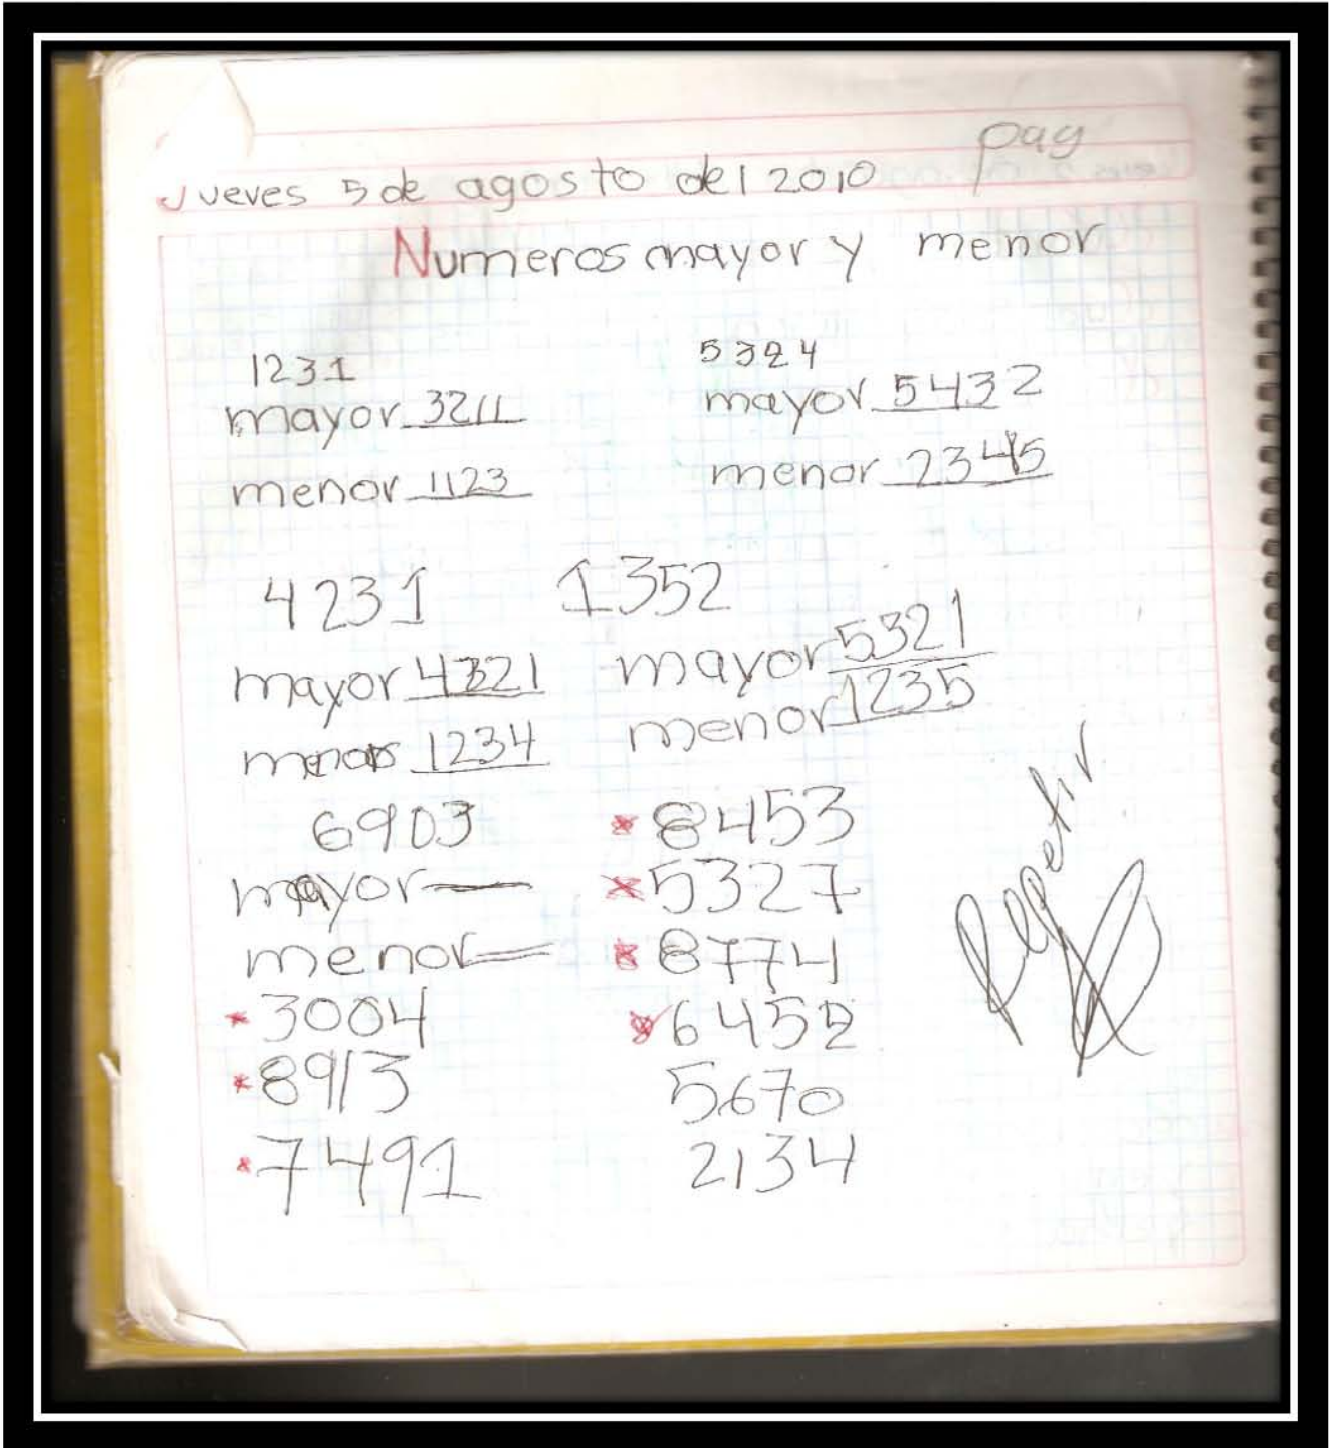 pag
Jueves 5 de agosto del 2010
Numeros mayor y menor
1231
mayor 3211
menor 1123
5324
mayor 5432
menor 2345
4231
mayor 4321
menor 1234
1352
mayor 5321
menor 1235
6903
mayor
menor
3004
8913
7491
8453
5327
8774
6452
5670
2134